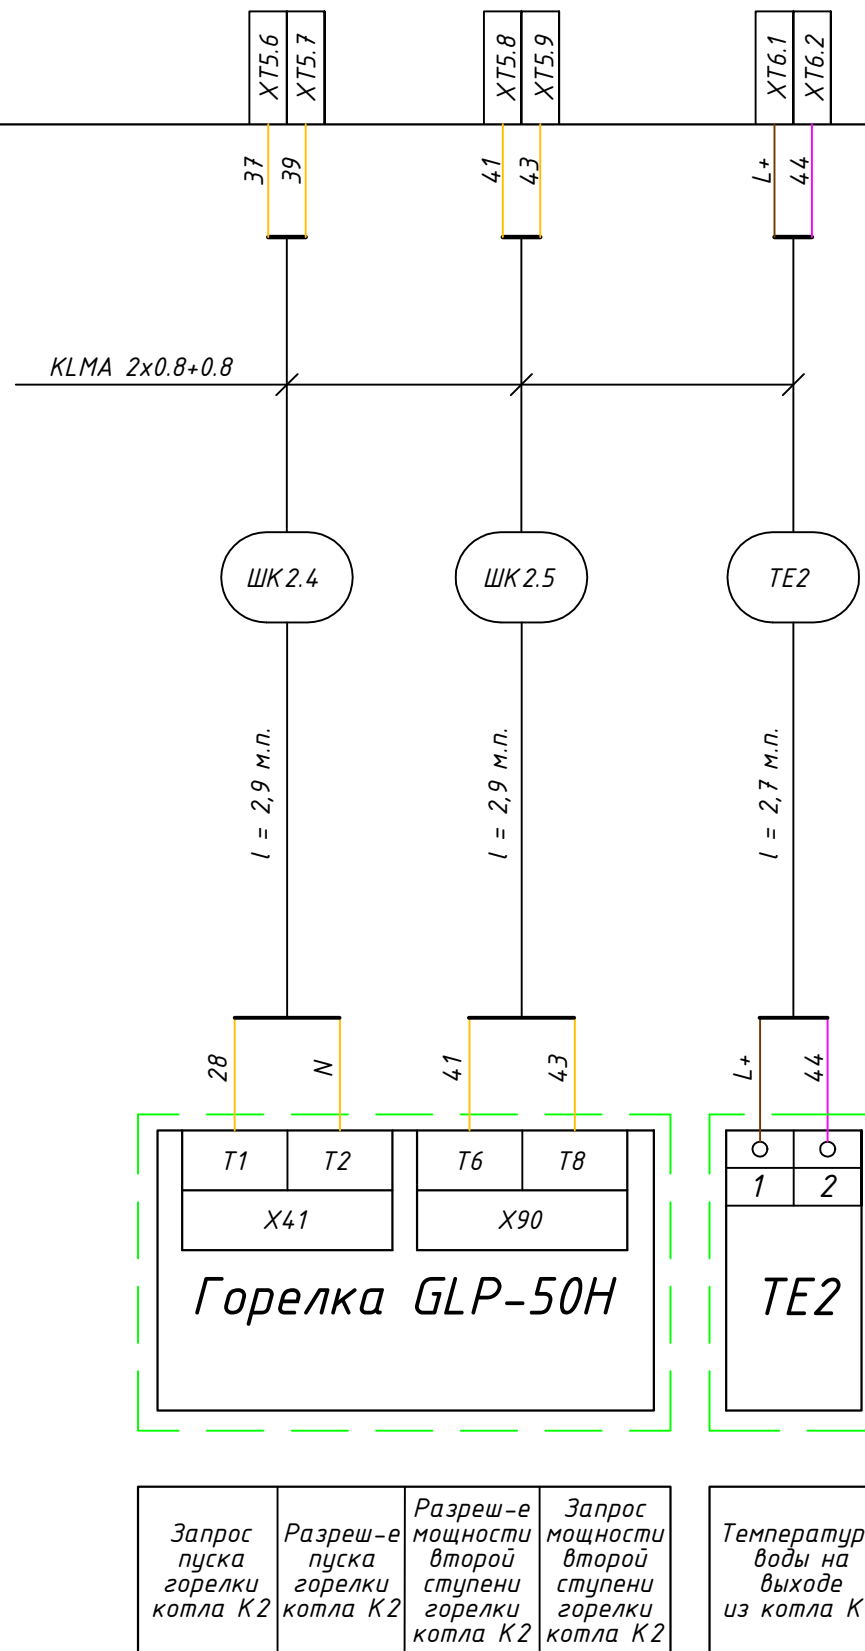 XT5.6
XT5.7
XT5.8
XT5.9
XT6.1
XT6.2
37
39
41
43
L+
44
KLMA 2x0.8+0.8
ШК2.4
ШК2.5
TE2
l = 2,9 м.п.
l = 2,9 м.п.
l = 2,7 м.п.
28
N
41
43
L+
44
T1
T2
T6
T8
1
2
X41
X90
Горелка GLP-50H
TE2
Запрос
пуска
горелки
котла К2
Разреш-е
пуска
горелки
котла К2
Разреш-е
мощности
второй
ступени
горелки
котла К2
Запрос
мощности
второй
ступени
горелки
котла К2
Температур
воды на
выходе
из котла К